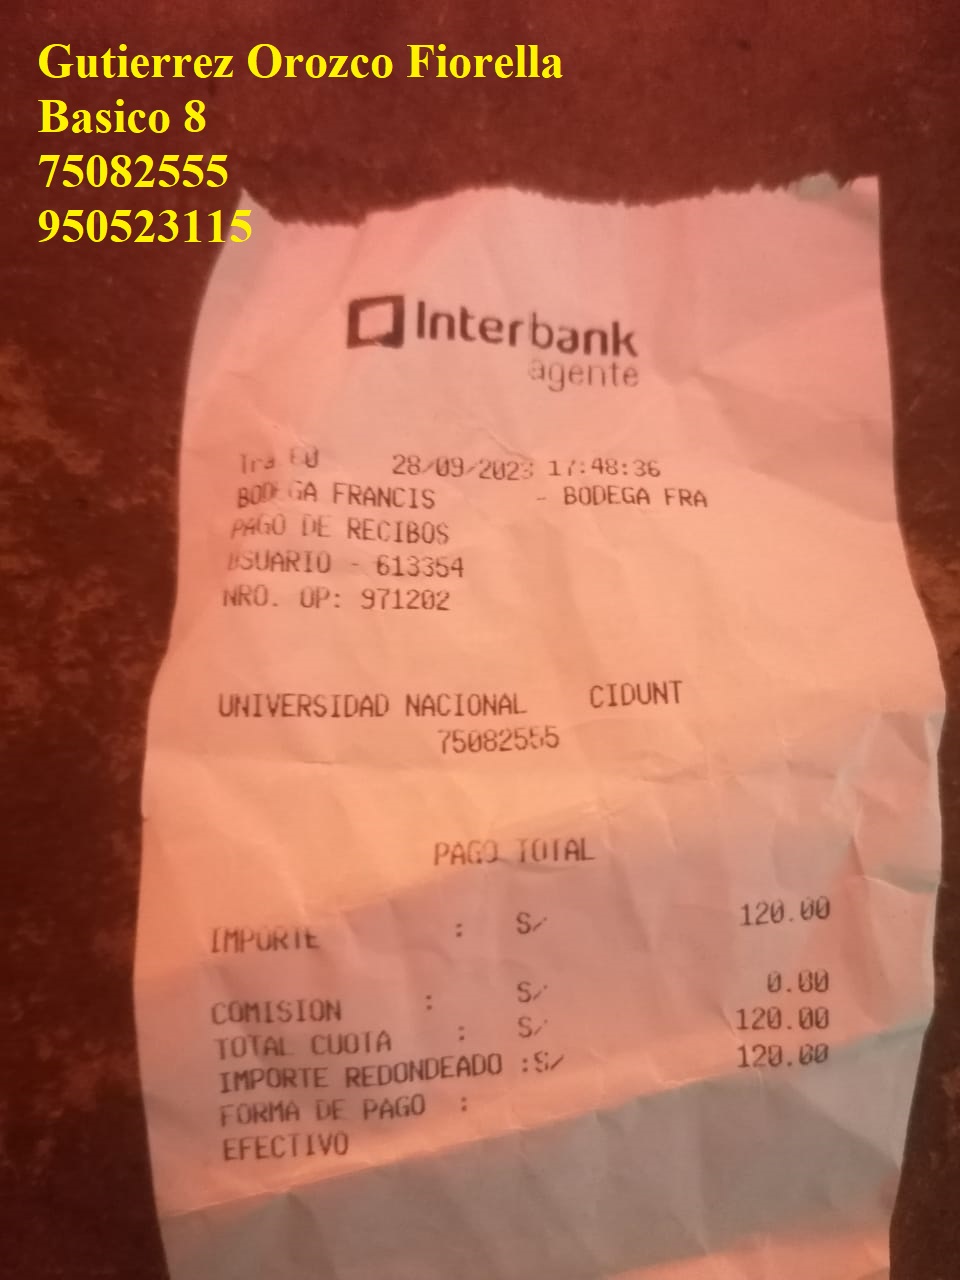 Gutierrez Orozco Fiorella
Basico 8
75082555
950523115
Interbank
agente
Tra EU 28/09/2023 17:48:36
BODEGA FRANCIS - BODEGA FRA
PAGO DE RECIBOS
USUARIO - 613354
NRO. OP: 971202
UNIVERSIDAD NACIONAL CIDUNT
75082555
PAGO TOTAL
IMPORTE : S/ 120.00
COMISION : S/ 0.00
TOTAL CUOTA : S/ 120.00
IMPORTE REDONDEADO :S/ 120.00
FORMA DE PAGO :
EFECTIVO